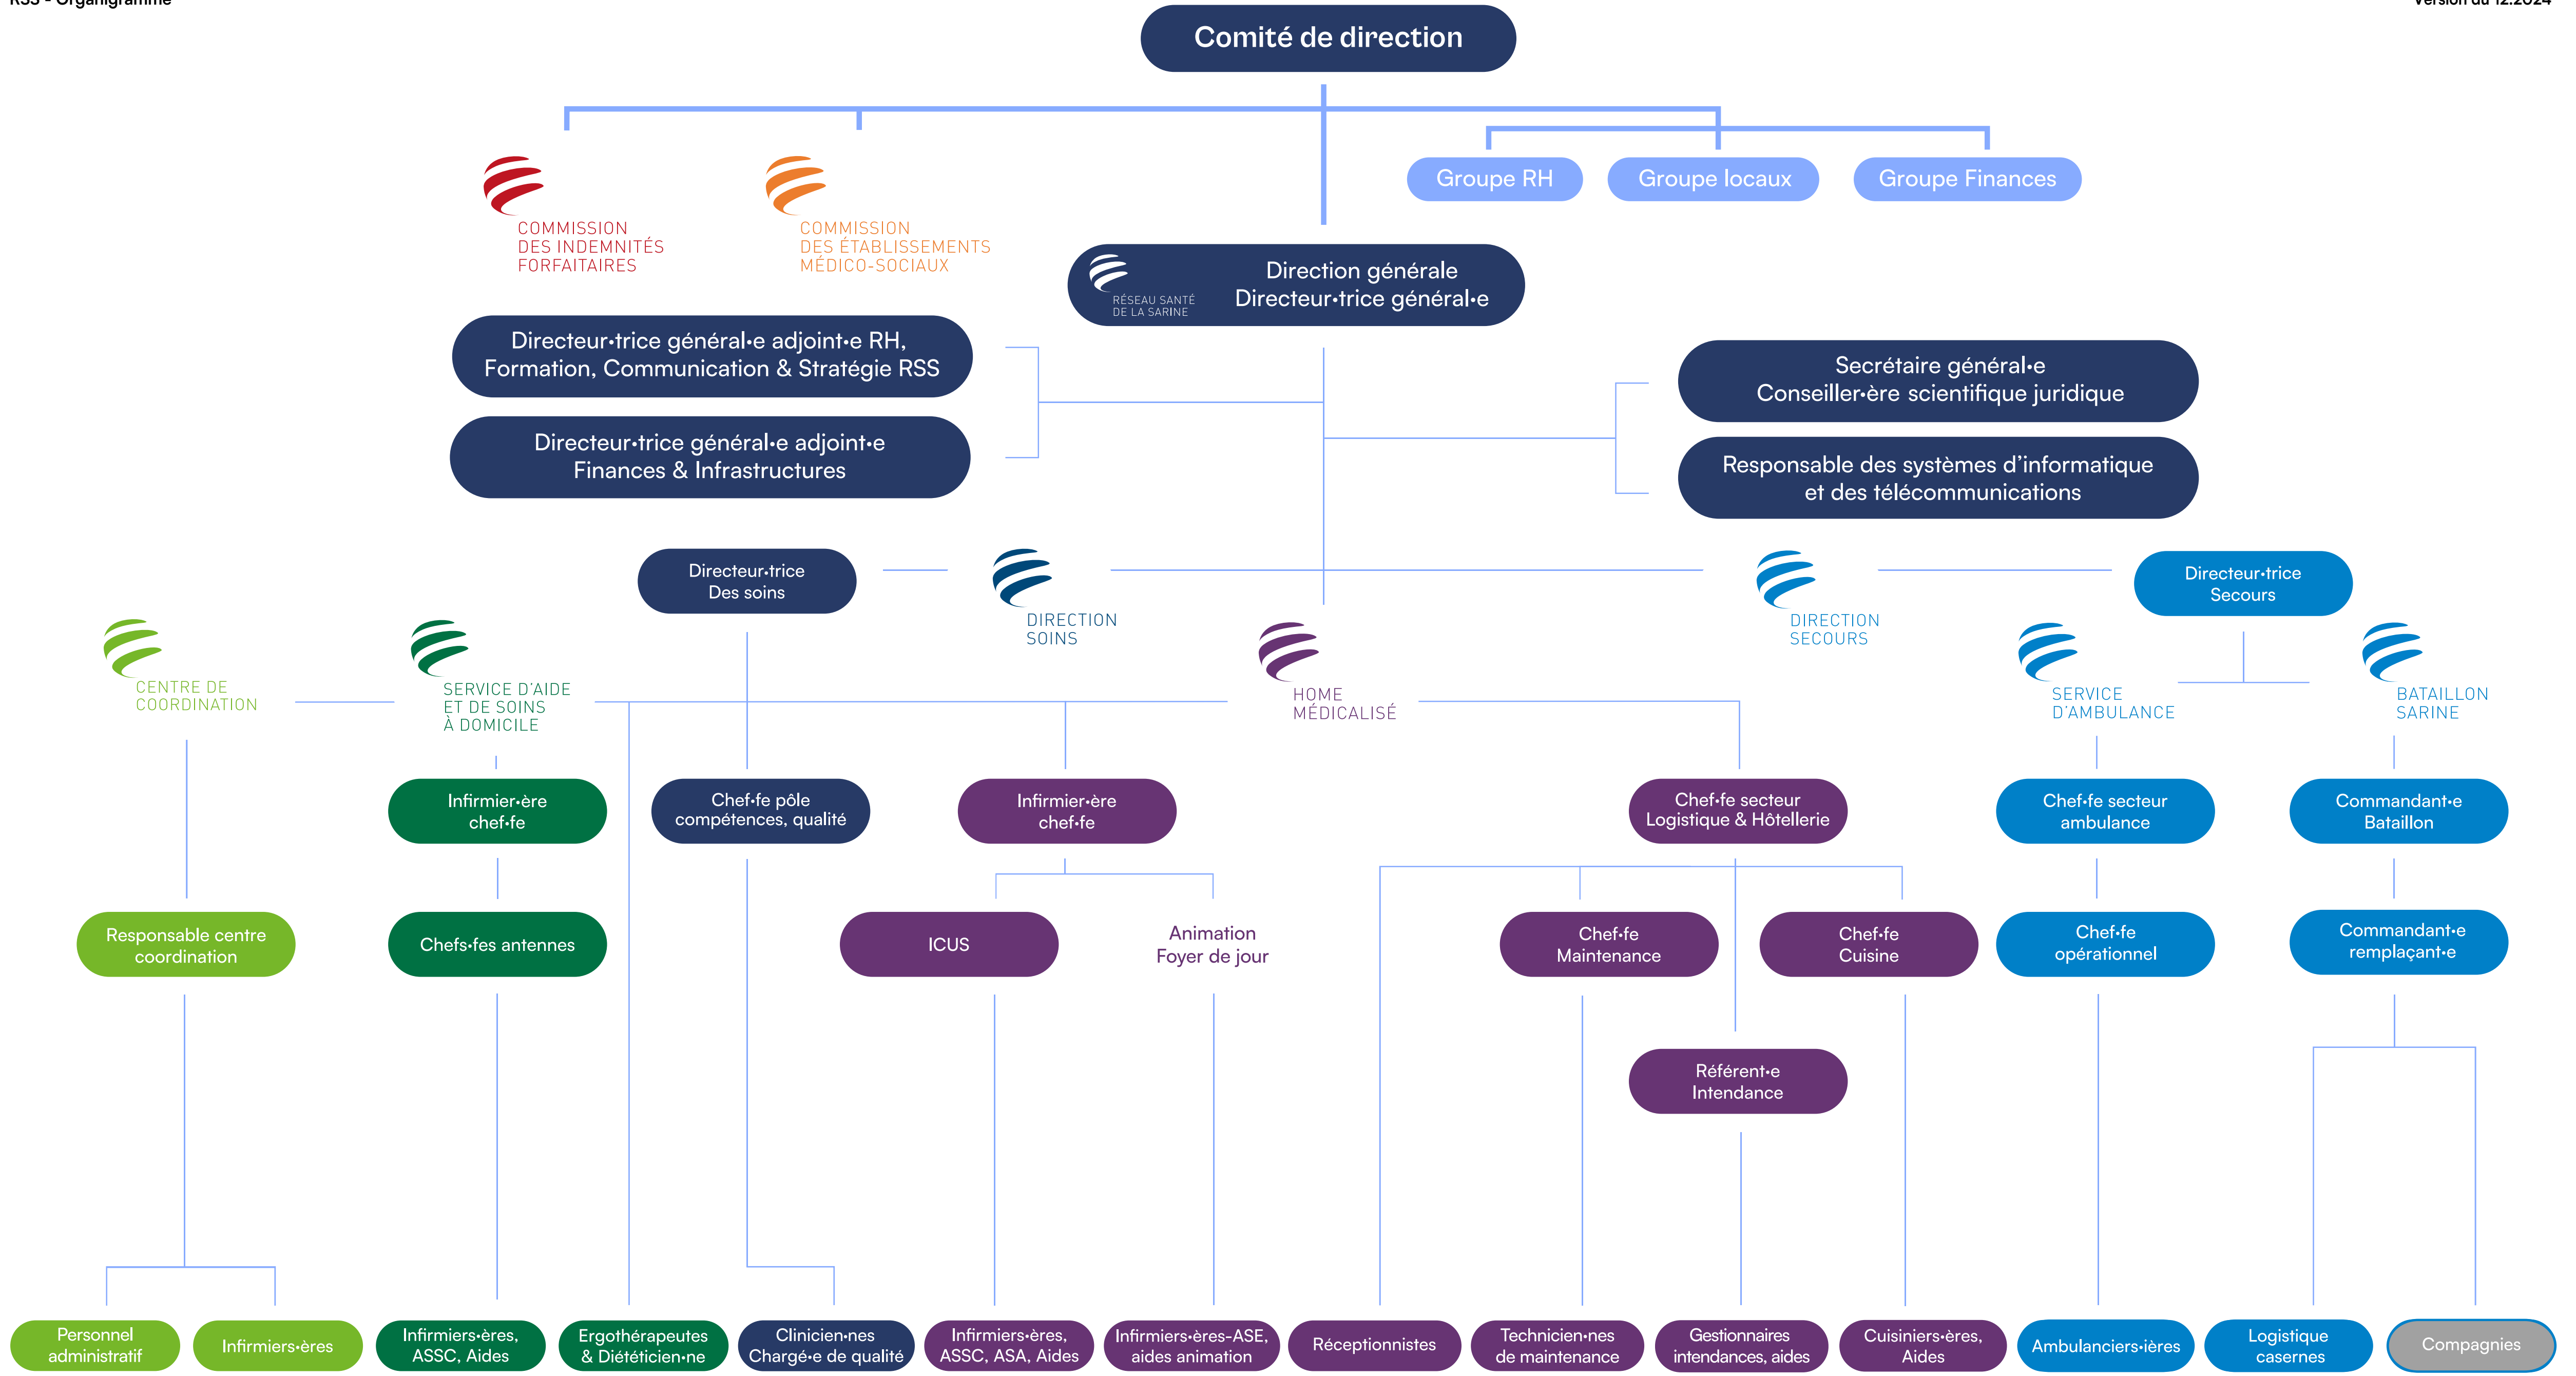 RSS - Organigramme
Version du 12.2024
Comité de direction
Groupe RH
Groupe locaux
Groupe Finances
COMMISSION
DES INDEMNITÉS
FORFAITAIRES
COMMISSION
DES ÉTABLISSEMENTS
MÉDICO-SOCIAUX
RÉSEAU SANTÉ
DE LA SARINE
Direction générale
Directeur·trice général·e
Directeur·trice général·e adjoint·e RH,
Formation, Communication & Stratégie RSS
Directeur·trice général·e adjoint·e
Finances & Infrastructures
Secrétaire général·e
Conseiller·ère scientifique juridique
Responsable des systèmes d’informatique
et des télécommunications
Directeur·trice
Des soins
DIRECTION
SOINS
DIRECTION
SECOURS
Directeur·trice
Secours
CENTRE DE
COORDINATION
SERVICE D’AIDE
ET DE SOINS
À DOMICILE
HOME
MÉDICALISÉ
SERVICE
D’AMBULANCE
BATAILLON
SARINE
Infirmier·ère
chef·fe
Chef·fe pôle
compétences, qualité
Infirmier·ère
chef·fe
Chef·fe secteur
Logistique & Hôtellerie
Chef·fe secteur
ambulance
Commandant·e
Bataillon
Responsable centre
coordination
Chefs·fes antennes
ICUS
Animation
Foyer de jour
Chef·fe
Maintenance
Chef·fe
Cuisine
Chef·fe
opérationnel
Commandant·e
remplaçant·e
Référent·e
Intendance
Personnel
administratif
Infirmiers·ères
Infirmiers·ères,
ASSC, Aides
Ergothérapeutes
& Diététicien·ne
Clinicien·nes
Chargé·e de qualité
Infirmiers·ères,
ASSC, ASA, Aides
Infirmiers·ères-ASE,
aides animation
Réceptionnistes
Technicien·nes
de maintenance
Gestionnaires
intendances, aides
Cuisiniers·ères,
Aides
Ambulanciers·ières
Logistique
casernes
Compagnies